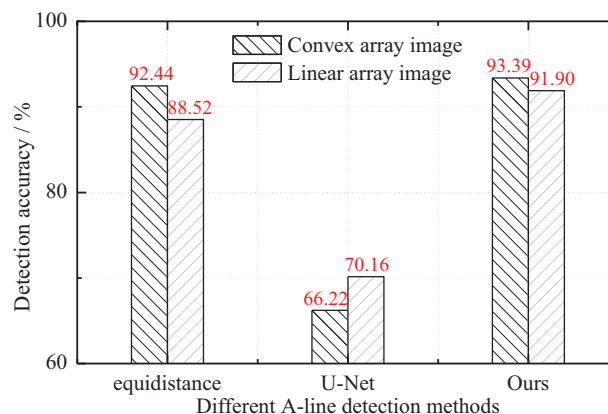 100
80
60
Detection accuracy / %
Convex array image
Linear array image
92.44
88.52
66.22
70.16
93.39
91.90
equidistance
U-Net
Ours
Different A-line detection methods